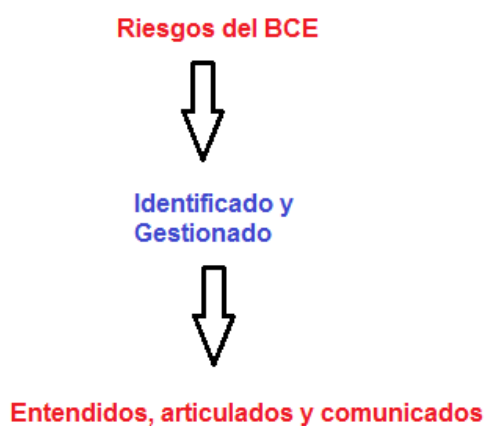 Riesgos del BCE
Identificado y
Gestionado
Entendidos, articulados y comunicados